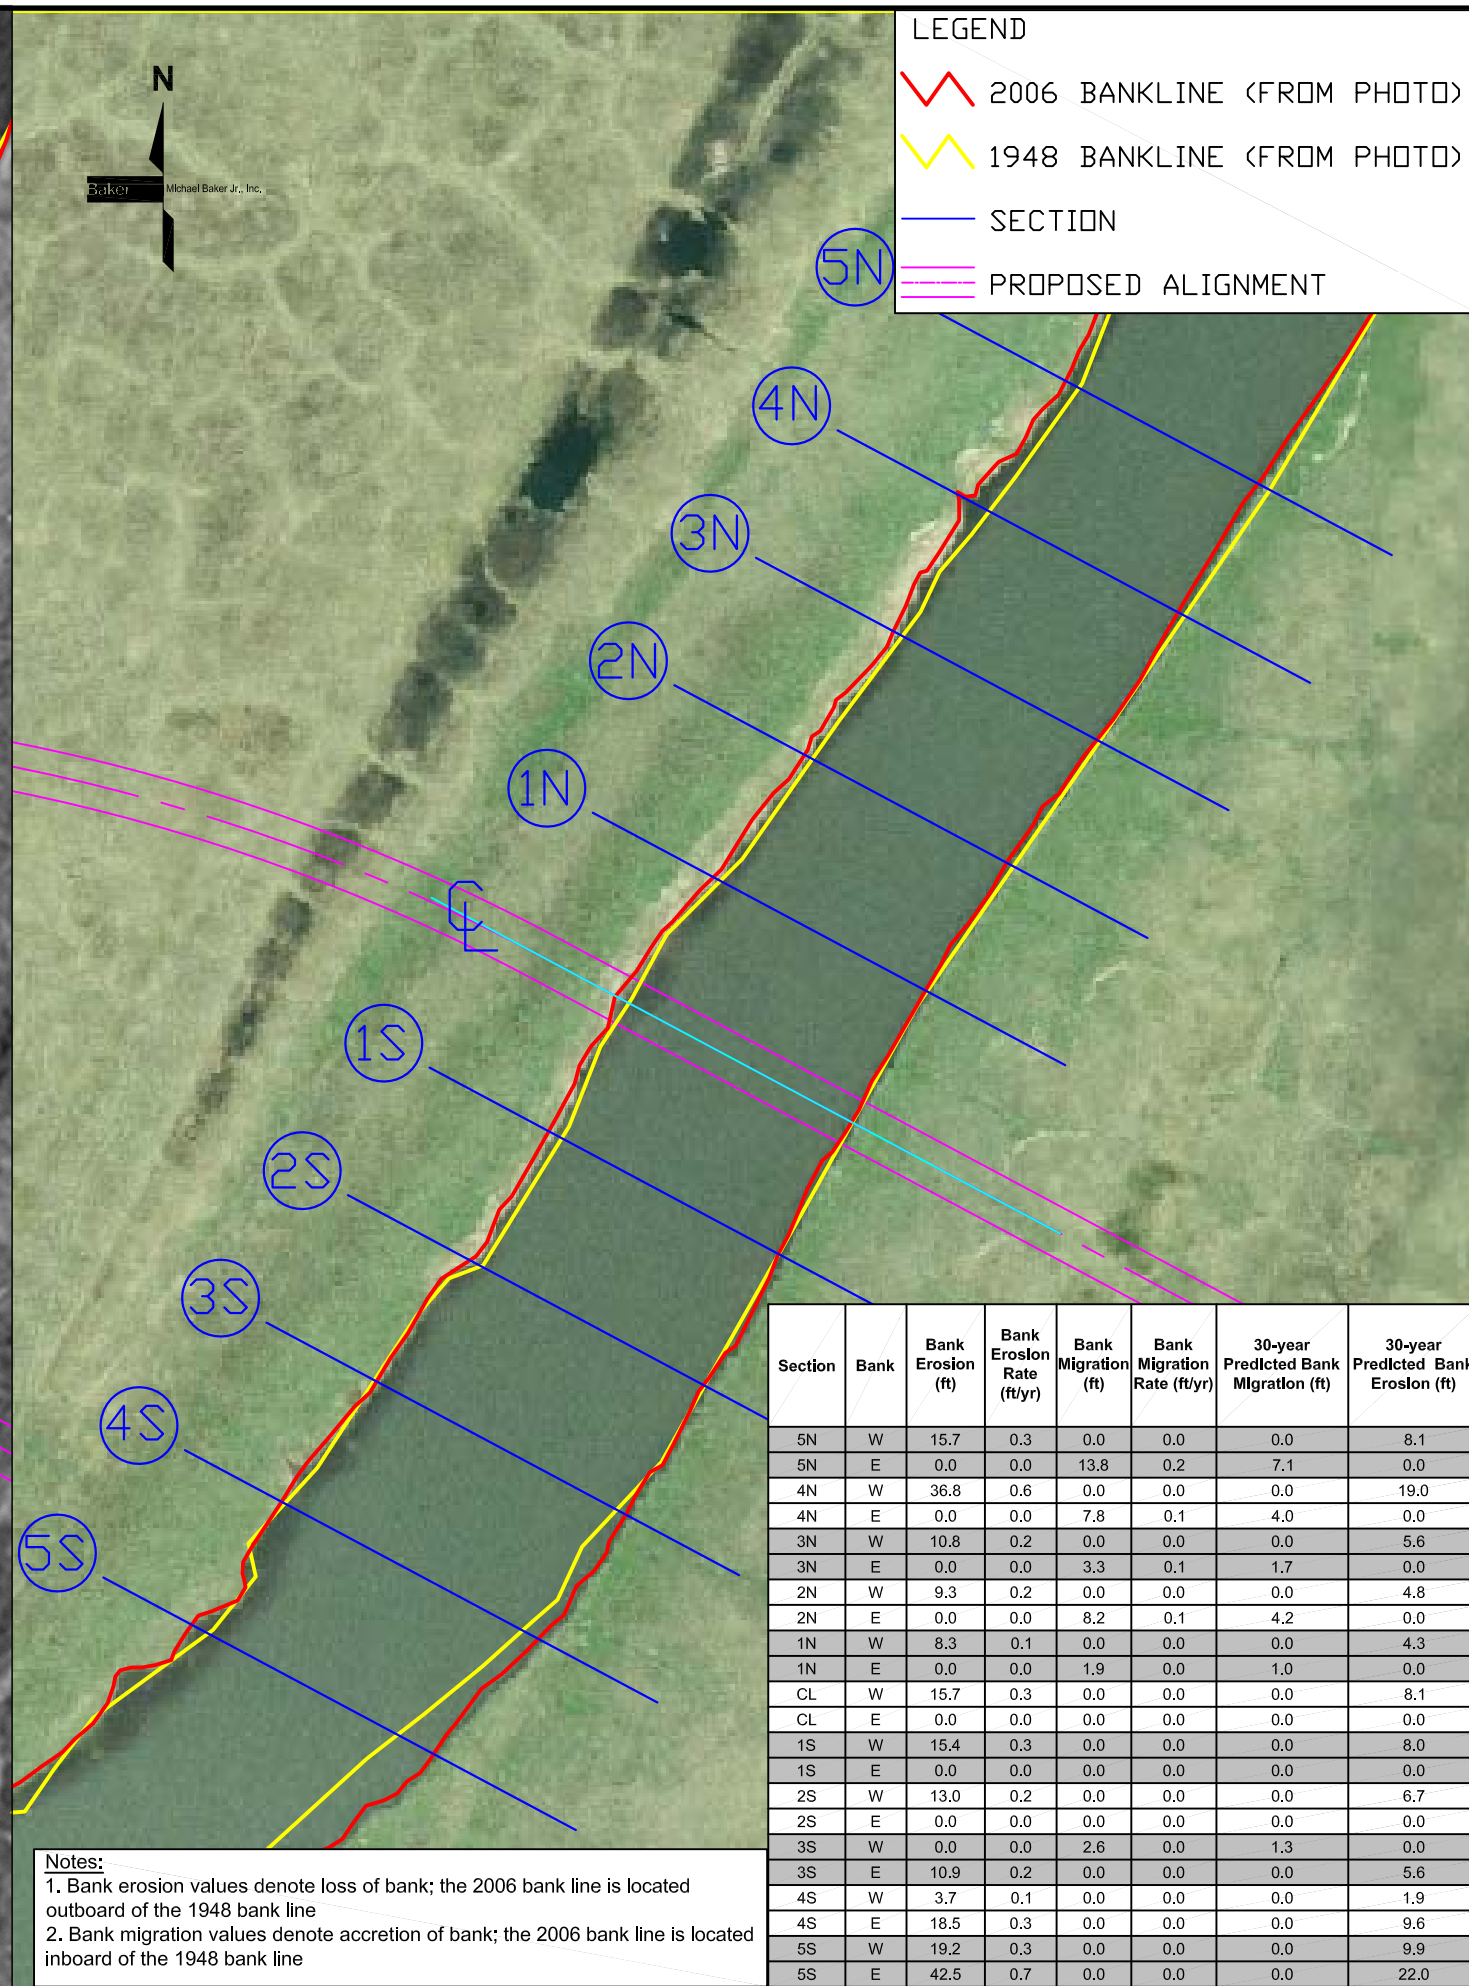 LEGEND
2006 BANKLINE (FROM PHOTO)
1948 BANKLINE (FROM PHOTO)
SECTION
PROPOSED ALIGNMENT
N
Baker Michael Baker Jr., Inc.
5N
4N
3N
2N
1N
CL
1S
2S
3S
4S
5S
Section Bank Bank Erosion (ft) Bank Erosion Rate (ft/yr) Bank Migration (ft) Bank Migration Rate (ft/yr) 30-year Predicted Bank Migration (ft) 30-year Predicted Bank Erosion (ft)
5N W 15.7 0.3 0.0 0.0 0.0 8.1
5N E 0.0 0.0 13.8 0.2 7.1 0.0
4N W 36.8 0.6 0.0 0.0 0.0 19.0
4N E 0.0 0.0 7.8 0.1 4.0 0.0
3N W 10.8 0.2 0.0 0.0 0.0 5.6
3N E 0.0 0.0 3.3 0.1 1.7 0.0
2N W 9.3 0.2 0.0 0.0 0.0 4.8
2N E 0.0 0.0 8.2 0.1 4.2 0.0
1N W 8.3 0.1 0.0 0.0 0.0 4.3
1N E 0.0 0.0 1.9 0.0 1.0 0.0
CL W 15.7 0.3 0.0 0.0 0.0 8.1
CL E 0.0 0.0 0.0 0.0 0.0 0.0
1S W 15.4 0.3 0.0 0.0 0.0 8.0
1S E 0.0 0.0 0.0 0.0 0.0 0.0
2S W 13.0 0.2 0.0 0.0 0.0 6.7
2S E 0.0 0.0 0.0 0.0 0.0 0.0
3S W 0.0 0.0 2.6 0.0 1.3 0.0
3S E 10.9 0.2 0.0 0.0 0.0 5.6
4S W 3.7 0.1 0.0 0.0 0.0 1.9
4S E 18.5 0.3 0.0 0.0 0.0 9.6
5S W 19.2 0.3 0.0 0.0 0.0 9.9
5S E 42.5 0.7 0.0 0.0 0.0 22.0
Notes:
1. Bank erosion values denote loss of bank; the 2006 bank line is located
outboard of the 1948 bank line
2. Bank migration values denote accretion of bank; the 2006 bank line is located
inboard of the 1948 bank line